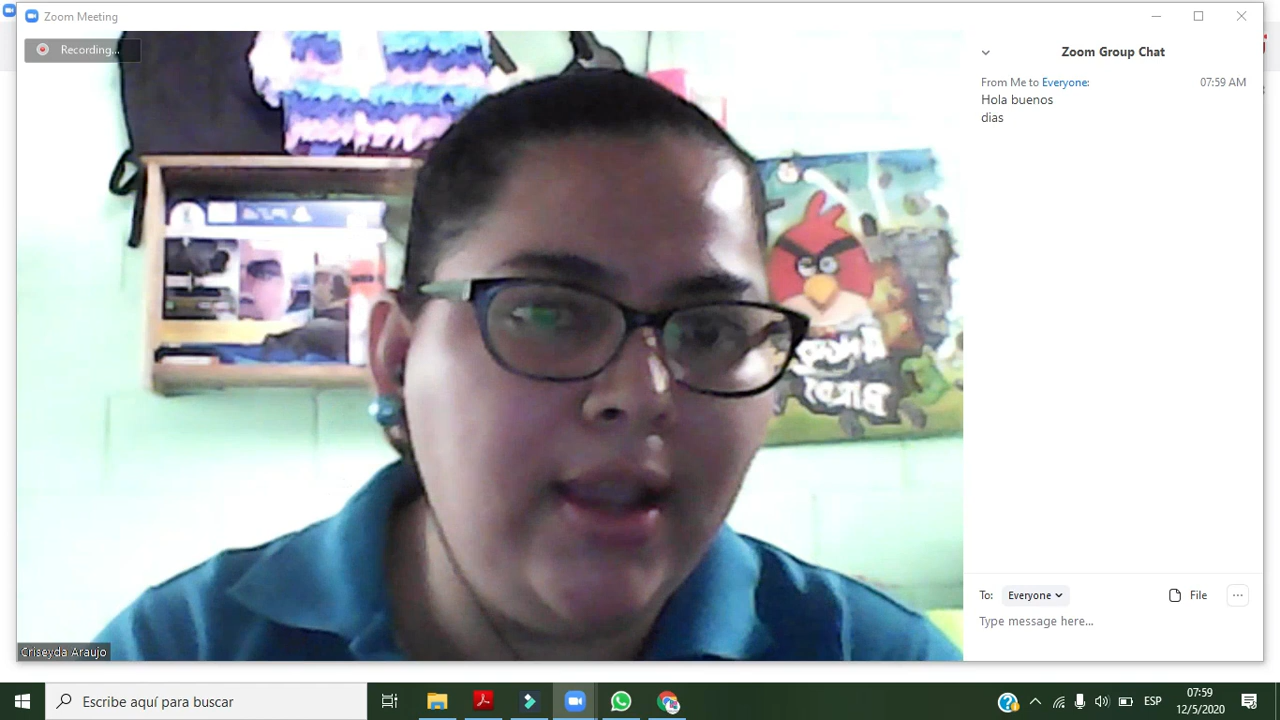 Zoom Meeting
Recording...
Zoom Group Chat
From Me to Everyone:
07:59 AM
Hola buenos
dias
To:
Everyone
File
Type message here...
Criseyda Araujo
Escribe aquí para buscar
ESP
07:59
12/5/2020